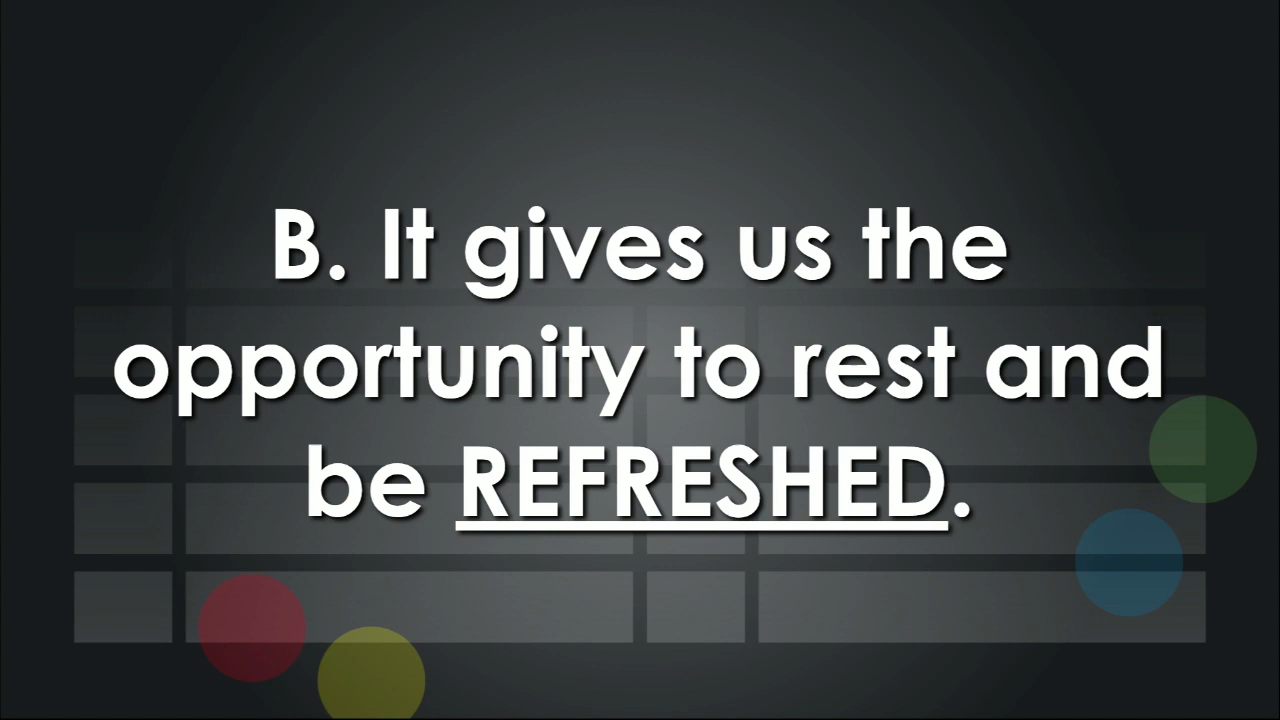 B. It gives us the
opportunity to rest and
be REFRESHED.